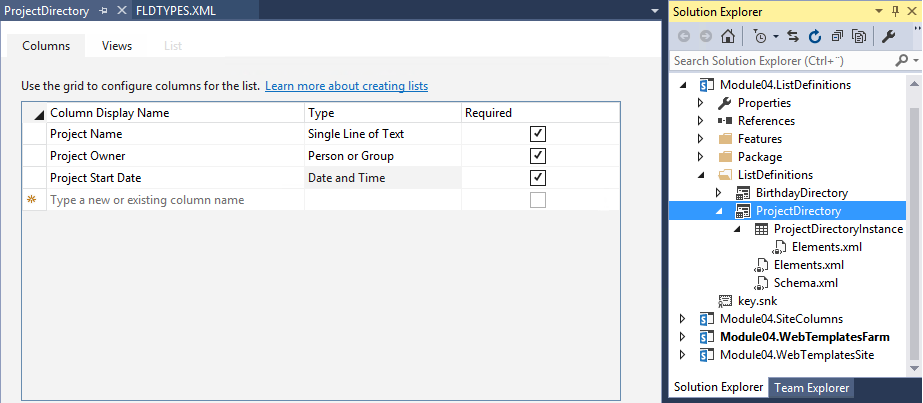 ProjectDirectory
FLDTYPES.XML
Columns Views List
Use the grid to configure columns for the list. Learn more about creating lists
Column Display Name Type Required
Project Name Single Line of Text
Project Owner Person or Group
Project Start Date Date and Time
Type a new or existing column name
Solution Explorer
Search Solution Explorer (Ctrl+¨)
Module04.ListDefinitions
Properties
References
Features
Package
ListDefinitions
BirthdayDirectory
ProjectDirectory
ProjectDirectoryInstance
Elements.xml
Elements.xml
Schema.xml
key.snk
Module04.SiteColumns
Module04.WebTemplatesFarm
Module04.WebTemplatesSite
Solution Explorer Team Explorer